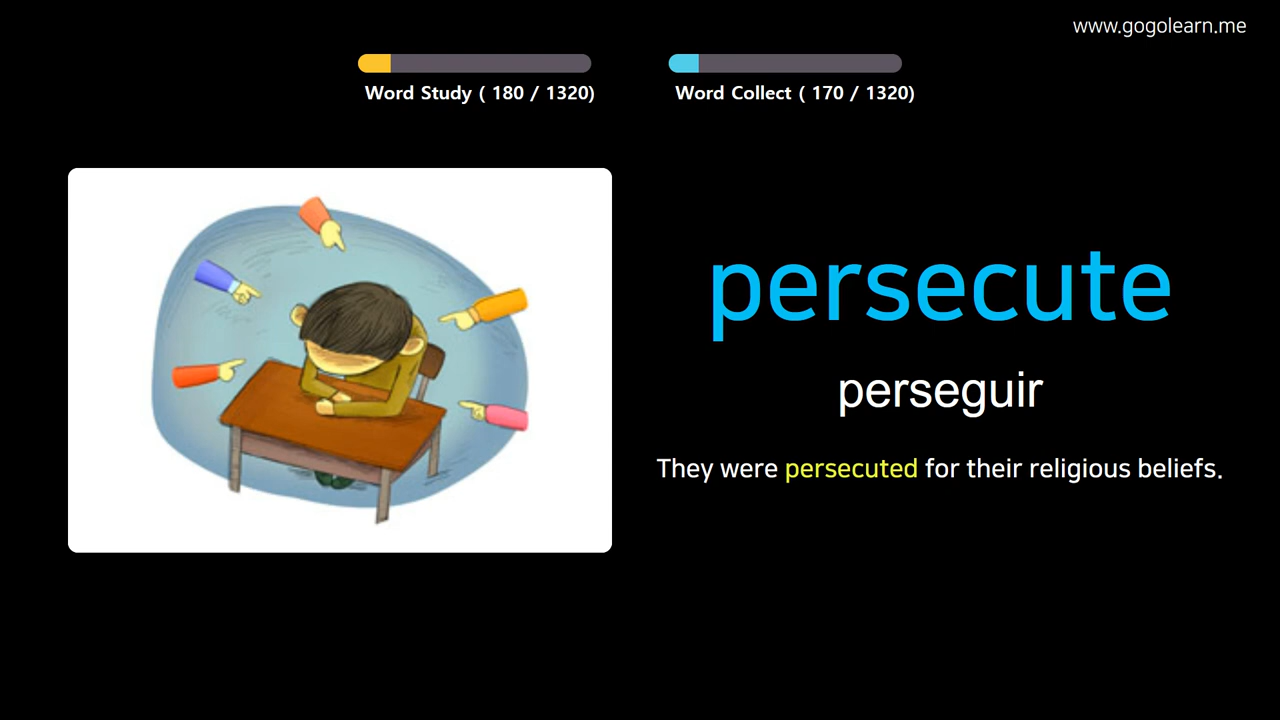 www.gogolearn.me
Word Study ( 180 / 1320)
Word Collect ( 170 / 1320)
persecute
perseguir
They were persecuted for their religious beliefs.